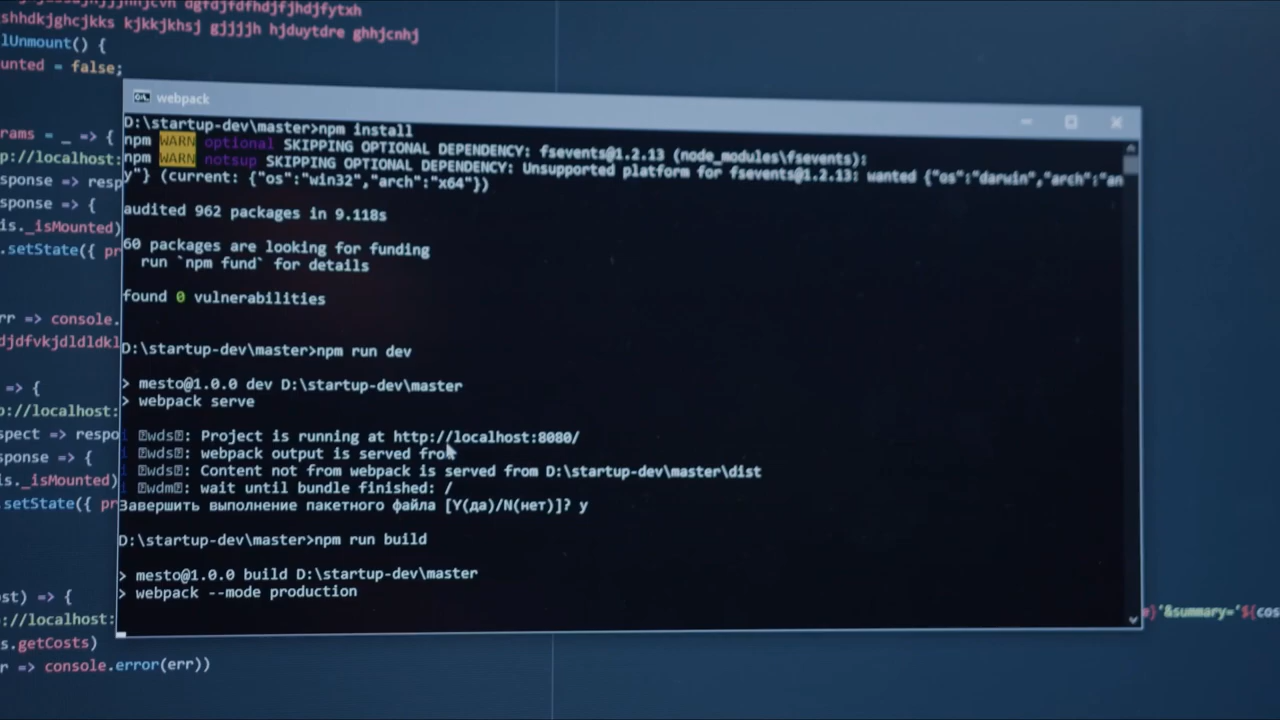 dgfdjfdfhdjfjhdjfytxh
shhdkjghcjkks kjkkjkhsj gjjjjh hjduytdre ghhjcnhj
lUnmount() {
unted = false;
rams = _ => {
p://localhost:
sponse => resp
sponse => {
is._isMounted)
.setState({ pr
rr => console.
djdfvkjdldldkl
=> {
p://localhost:
spect => respo
sponse => {
s._isMounted)
.setState({ pr
st) => {
://localhost:
s.getCosts)
r => console.error(err))
webpack
D:\startup-dev\master>npm install
npm WARN optional SKIPPING OPTIONAL DEPENDENCY: fsevents@1.2.13 (node_modules\fsevents):
npm WARN notsup SKIPPING OPTIONAL DEPENDENCY: Unsupported platform for fsevents@1.2.13: wanted {"os":"darwin","arch":"an
y"} (current: {"os":"win32","arch":"x64"})
audited 962 packages in 9.118s
60 packages are looking for funding
run `npm fund` for details
found 0 vulnerabilities
D:\startup-dev\master>npm run dev
> mesto@1.0.0 dev D:\startup-dev\master
> webpack serve
i ｢wds｣: Project is running at http://localhost:8080/
i ｢wds｣: webpack output is served from
i ｢wds｣: Content not from webpack is served from D:\startup-dev\master\dist
i ｢wdm｣: wait until bundle finished: /
Завершить выполнение пакетного файла [Y(да)/N(нет)]? y
D:\startup-dev\master>npm run build
> mesto@1.0.0 build D:\startup-dev\master
> webpack --mode production
e}'&summary='${cos